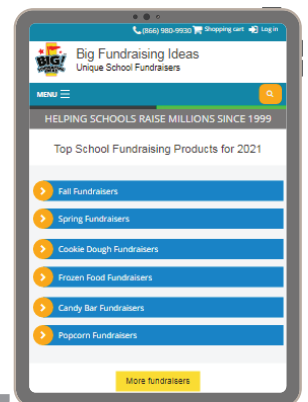 (866) 980-9930 Shopping cart Log in
BIG!
Big Fundraising Ideas
Unique School Fundraisers
MENU
HELPING SCHOOLS RAISE MILLIONS SINCE 1999
Top School Fundraising Products for 2021
Fall Fundraisers
Spring Fundraisers
Cookie Dough Fundraisers
Frozen Food Fundraisers
Candy Bar Fundraisers
Popcorn Fundraisers
More fundraisers